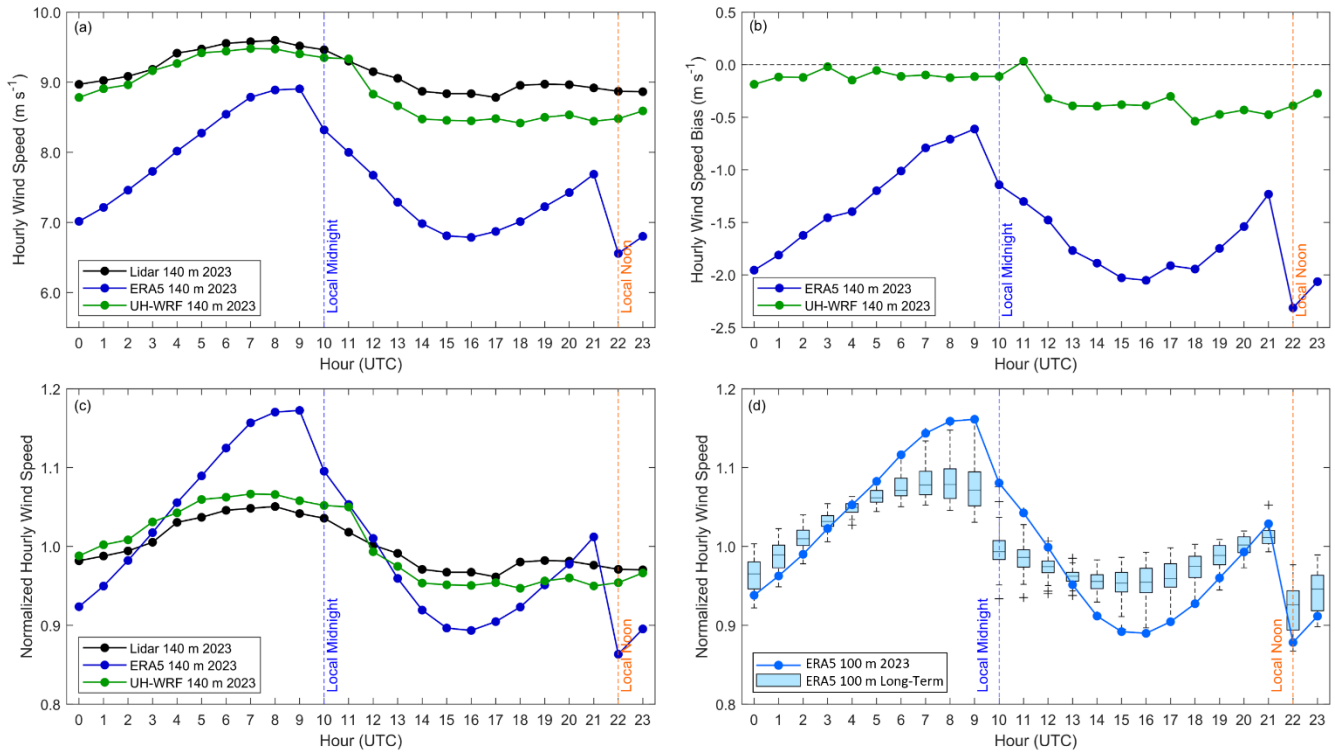 (a)
Hourly Wind Speed (m s⁻¹)
10.0
9.0
8.0
7.0
6.0
Lidar 140 m 2023
ERA5 140 m 2023
UH-WRF 140 m 2023
Local Midnight
Local Noon
0 1 2 3 4 5 6 7 8 9 10 11 12 13 14 15 16 17 18 19 20 21 22 23
Hour (UTC)
(b)
Hourly Wind Speed Bias (m s⁻¹)
0.5
0.0
-0.5
-1.0
-1.5
-2.0
-2.5
ERA5 140 m 2023
UH-WRF 140 m 2023
Local Midnight
Local Noon
0 1 2 3 4 5 6 7 8 9 10 11 12 13 14 15 16 17 18 19 20 21 22 23
Hour (UTC)
(c)
Normalized Hourly Wind Speed
1.2
1.1
1.0
0.9
0.8
Lidar 140 m 2023
ERA5 140 m 2023
UH-WRF 140 m 2023
Local Midnight
Local Noon
0 1 2 3 4 5 6 7 8 9 10 11 12 13 14 15 16 17 18 19 20 21 22 23
Hour (UTC)
(d)
Normalized Hourly Wind Speed
1.2
1.1
1.0
0.9
0.8
ERA5 100 m 2023
ERA5 100 m Long-Term
Local Midnight
Local Noon
0 1 2 3 4 5 6 7 8 9 10 11 12 13 14 15 16 17 18 19 20 21 22 23
Hour (UTC)